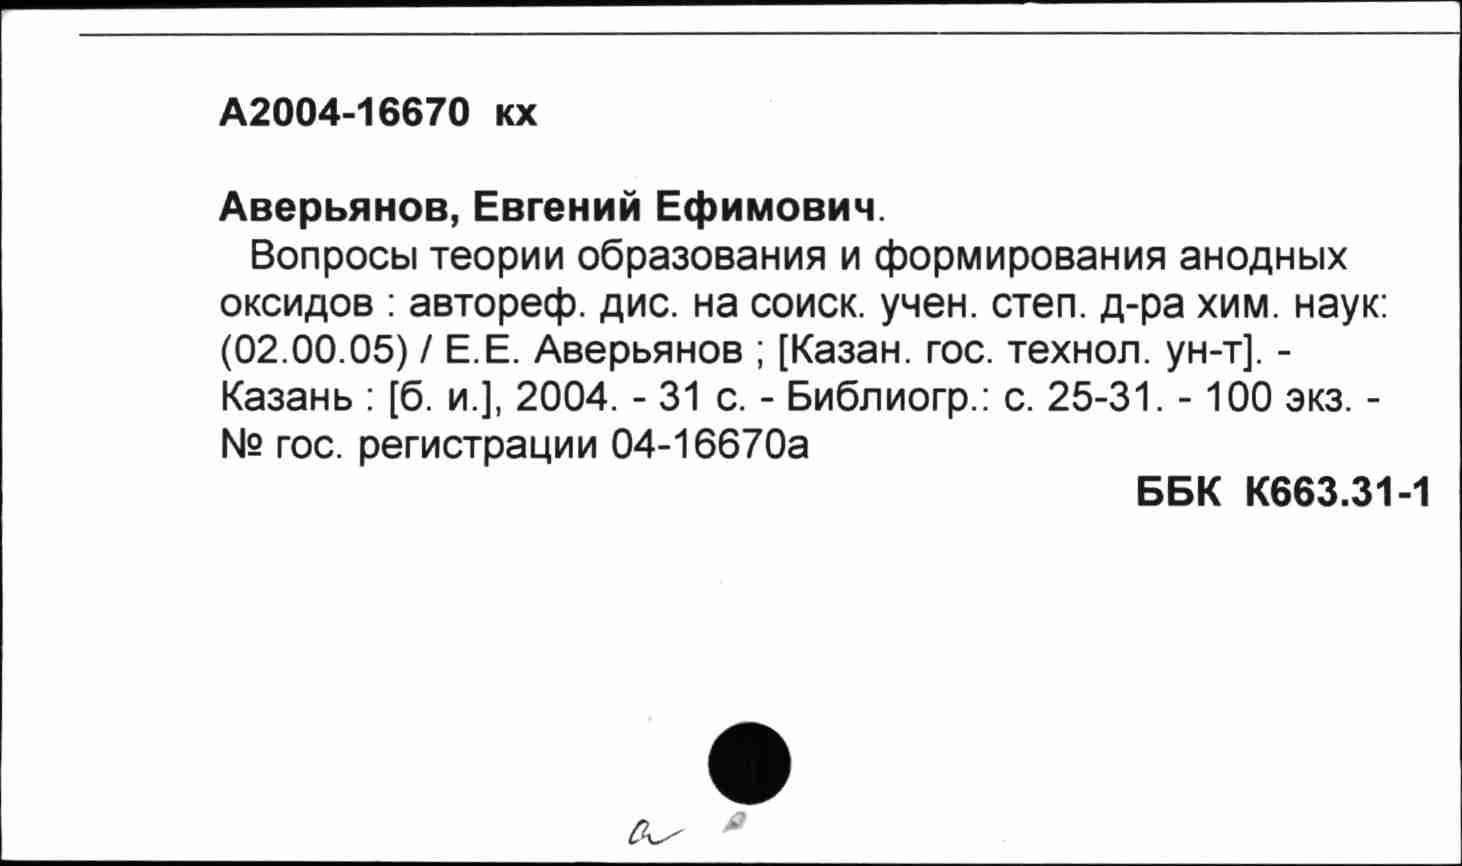 А2004-16670 кх
Аверьянов, Евгений Ефимович.
Вопросы теории образования и формирования анодных
оксидов : автореф. дис. на соиск. учен. степ. д-ра хим. наук:
(02.00.05) / Е.Е. Аверьянов ; [Казан. гос. технол. ун-т]. -
Казань : [б. и.], 2004. - 31 с. - Библиогр.: с. 25-31. - 100 экз. -
№ гос. регистрации 04-16670а
ББК К663.31-1
а